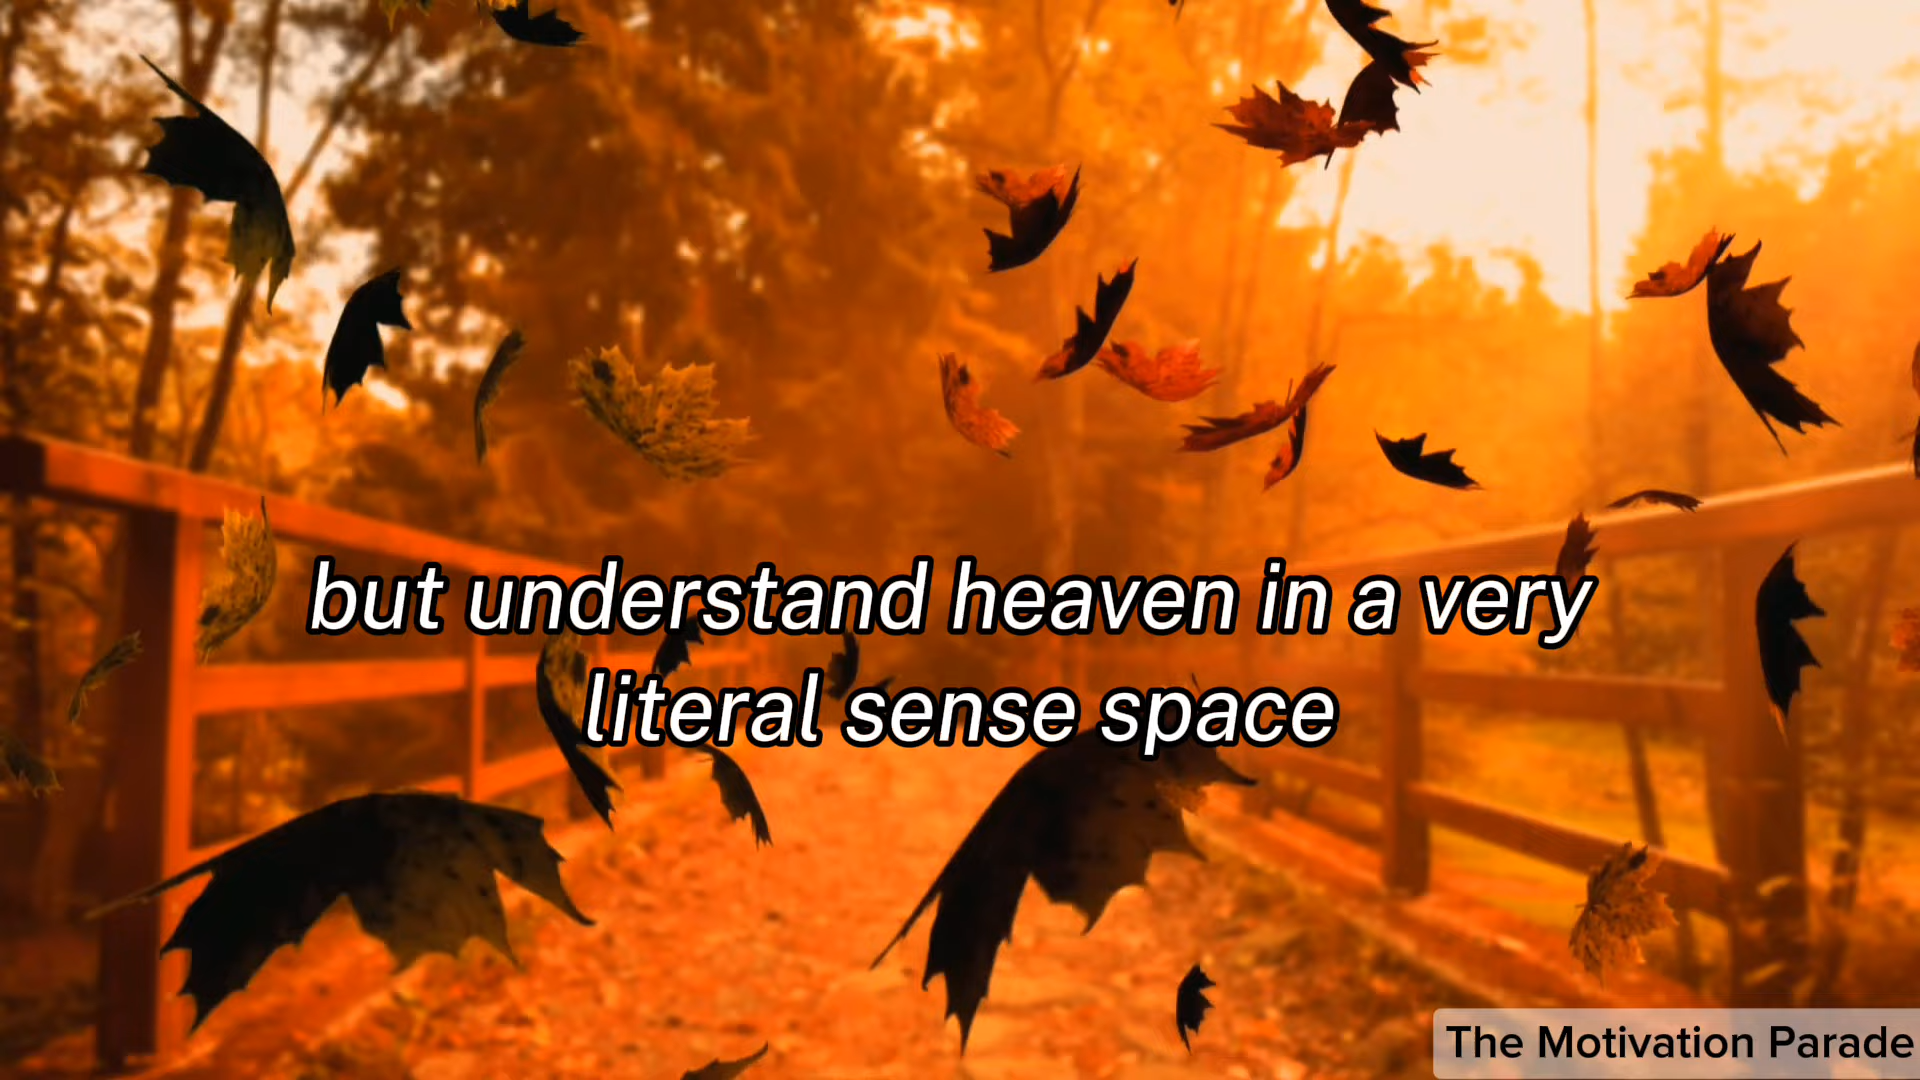 but understand heaven in a very
literal sense space
The Motivation Parade